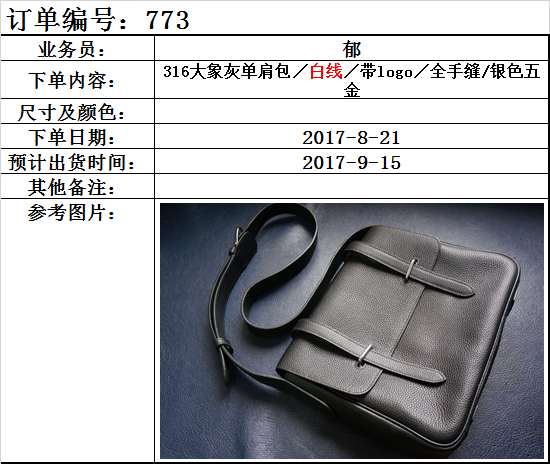 订单编号：773
业务员： 郁
下单内容： 316大象灰单肩包／白线／带logo／全手缝/银色五
金
尺寸及颜色：
下单日期： 2017-8-21
预计出货时间： 2017-9-15
其他备注：
参考图片：